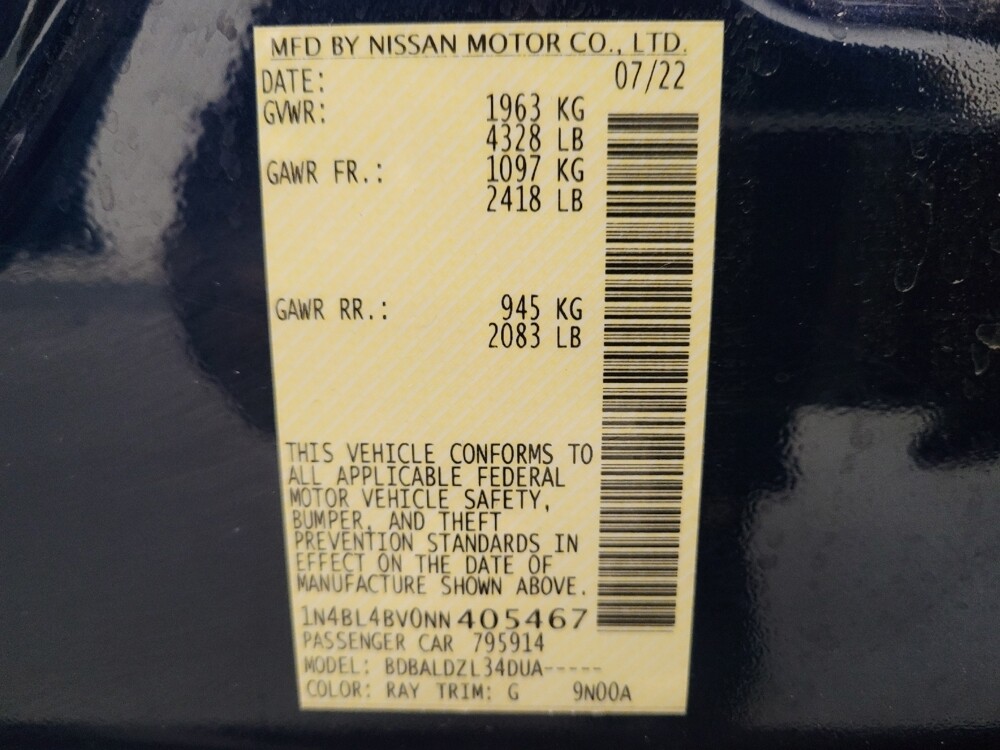 MFD BY NISSAN MOTOR CO., LTD.
DATE: 07/22
GVWR: 1963 KG
4328 LB
GAWR FR.: 1097 KG
2418 LB
GAWR RR.: 945 KG
2083 LB
THIS VEHICLE CONFORMS TO
ALL APPLICABLE FEDERAL
MOTOR VEHICLE SAFETY,
BUMPER, AND THEFT
PREVENTION STANDARDS IN
EFFECT ON THE DATE OF
MANUFACTURE SHOWN ABOVE.
1N4BL4BV0NN405467
PASSENGER CAR 795914
MODEL: BDBALDZL34DUA-----
COLOR: RAY TRIM: G 9N00A